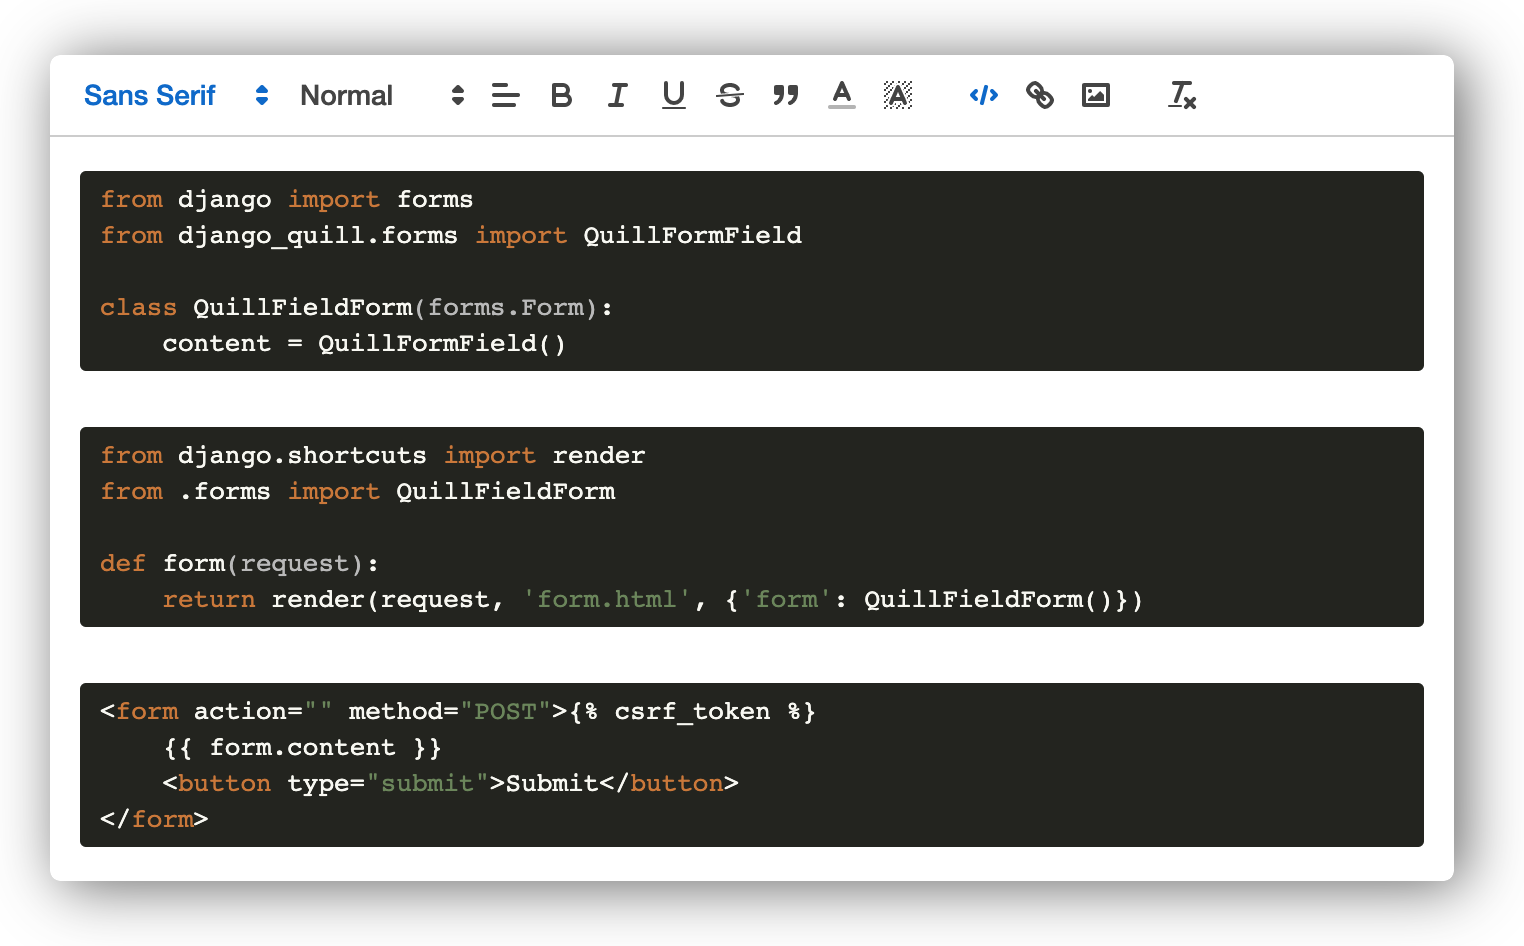 Sans Serif Normal
from django import forms
from django_quill.forms import QuillFormField
class QuillFieldForm(forms.Form):
    content = QuillFormField()
from django.shortcuts import render
from .forms import QuillFieldForm
def form(request):
    return render(request, 'form.html', {'form': QuillFieldForm()})
<form action="" method="POST">{% csrf_token %}
    {{ form.content }}
    <button type="submit">Submit</button>
</form>